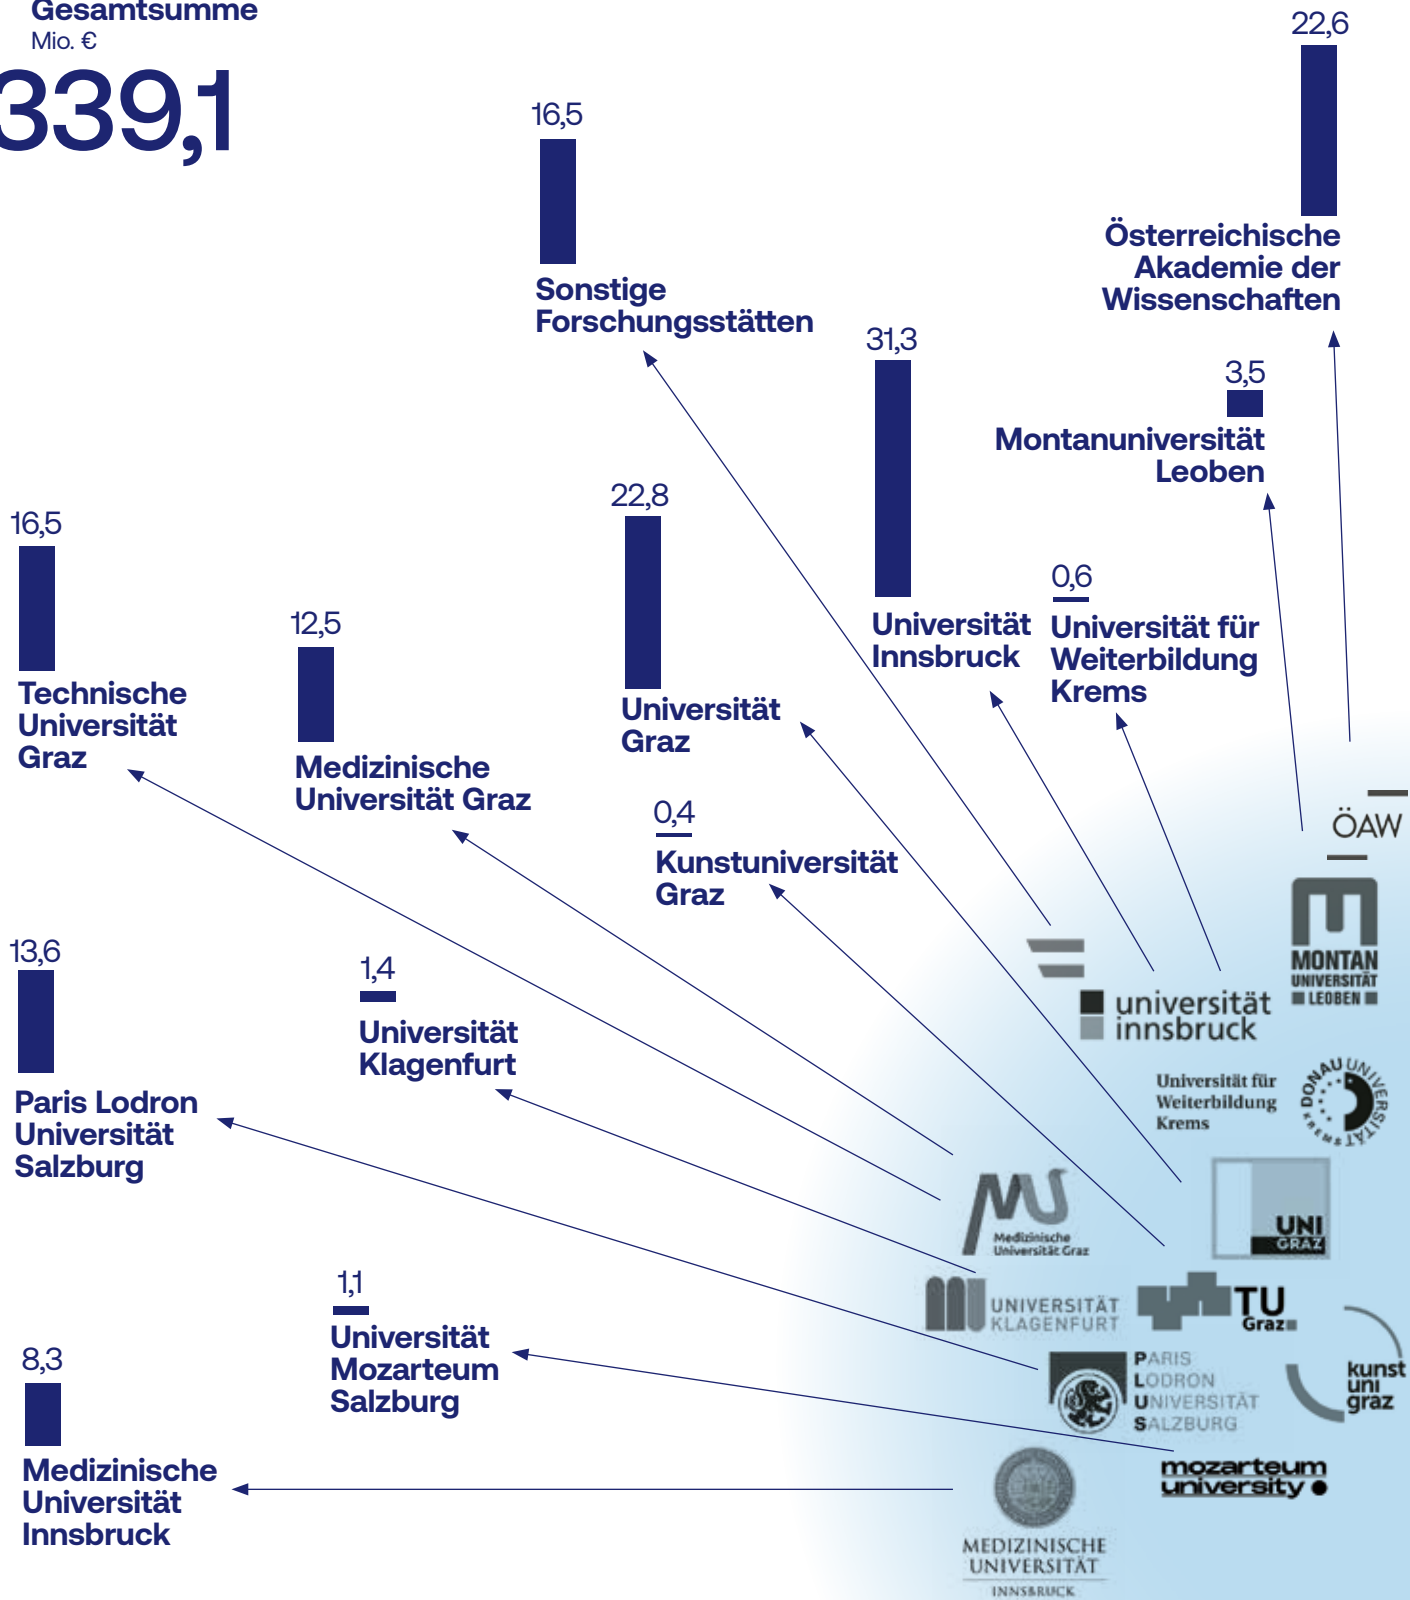 Gesamtsumme
Mio. €
339,1
22,6
Österreichische
Akademie der
Wissenschaften
16,5
Sonstige
Forschungsstätten
31,3
Universität
Innsbruck
3,5
Montanuniversität
Leoben
22,8
Universität
Graz
0,6
Universität für
Weiterbildung
Krems
16,5
Technische
Universität
Graz
12,5
Medizinische
Universität Graz
0,4
Kunstuniversität
Graz
13,6
Paris Lodron
Universität
Salzburg
1,4
Universität
Klagenfurt
1,1
Universität
Mozarteum
Salzburg
8,3
Medizinische
Universität
Innsbruck
ÖAW
MONTAN
UNIVERSITÄT
LEOBEN
universität
innsbruck
Universität für
Weiterbildung
Krems
DONAU UNIVERSITÄT
KREMS
Medizinische
Universität Graz
UNI
GRAZ
UNIVERSITÄT
KLAGENFURT
TU
Graz
PARIS
LODRON
UNIVERSITÄT
SALZBURG
kunst
uni
graz
mozarteum
university
MEDIZINISCHE
UNIVERSITÄT
INNSBRUCK